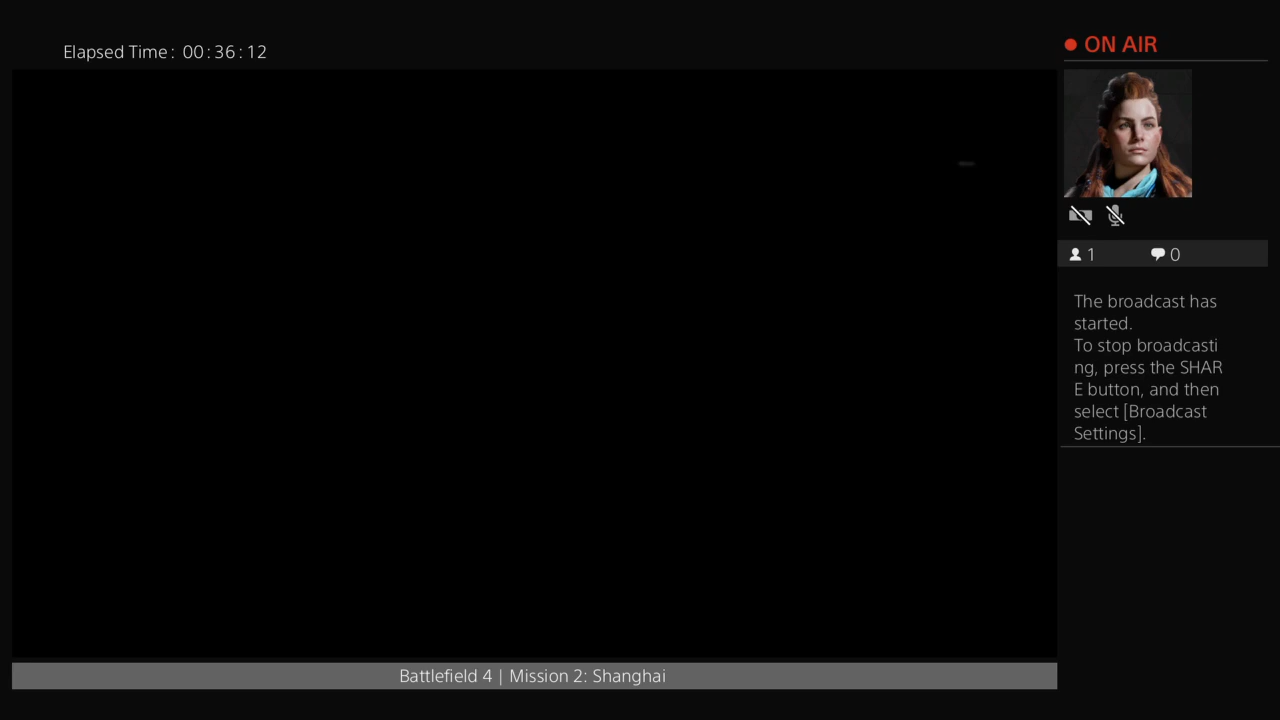 Elapsed Time: 00:36:12
ON AIR
1
0
The broadcast has
started.
To stop broadcasti
ng, press the SHAR
E button, and then
select [Broadcast
Settings].
Battlefield 4 | Mission 2: Shanghai